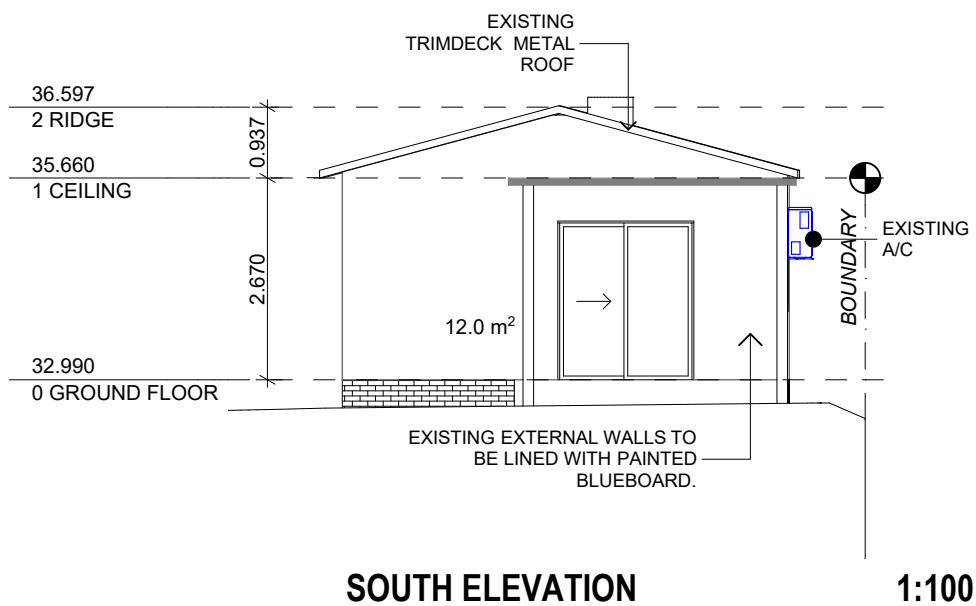 EXISTING
TRIMDECK METAL
ROOF
36.597
2 RIDGE
0.937
35.660
1 CEILING
BOUNDARY
EXISTING
A/C
2.670
12.0 m²
32.990
0 GROUND FLOOR
EXISTING EXTERNAL WALLS TO
BE LINED WITH PAINTED
BLUEBOARD.
SOUTH ELEVATION 1:100